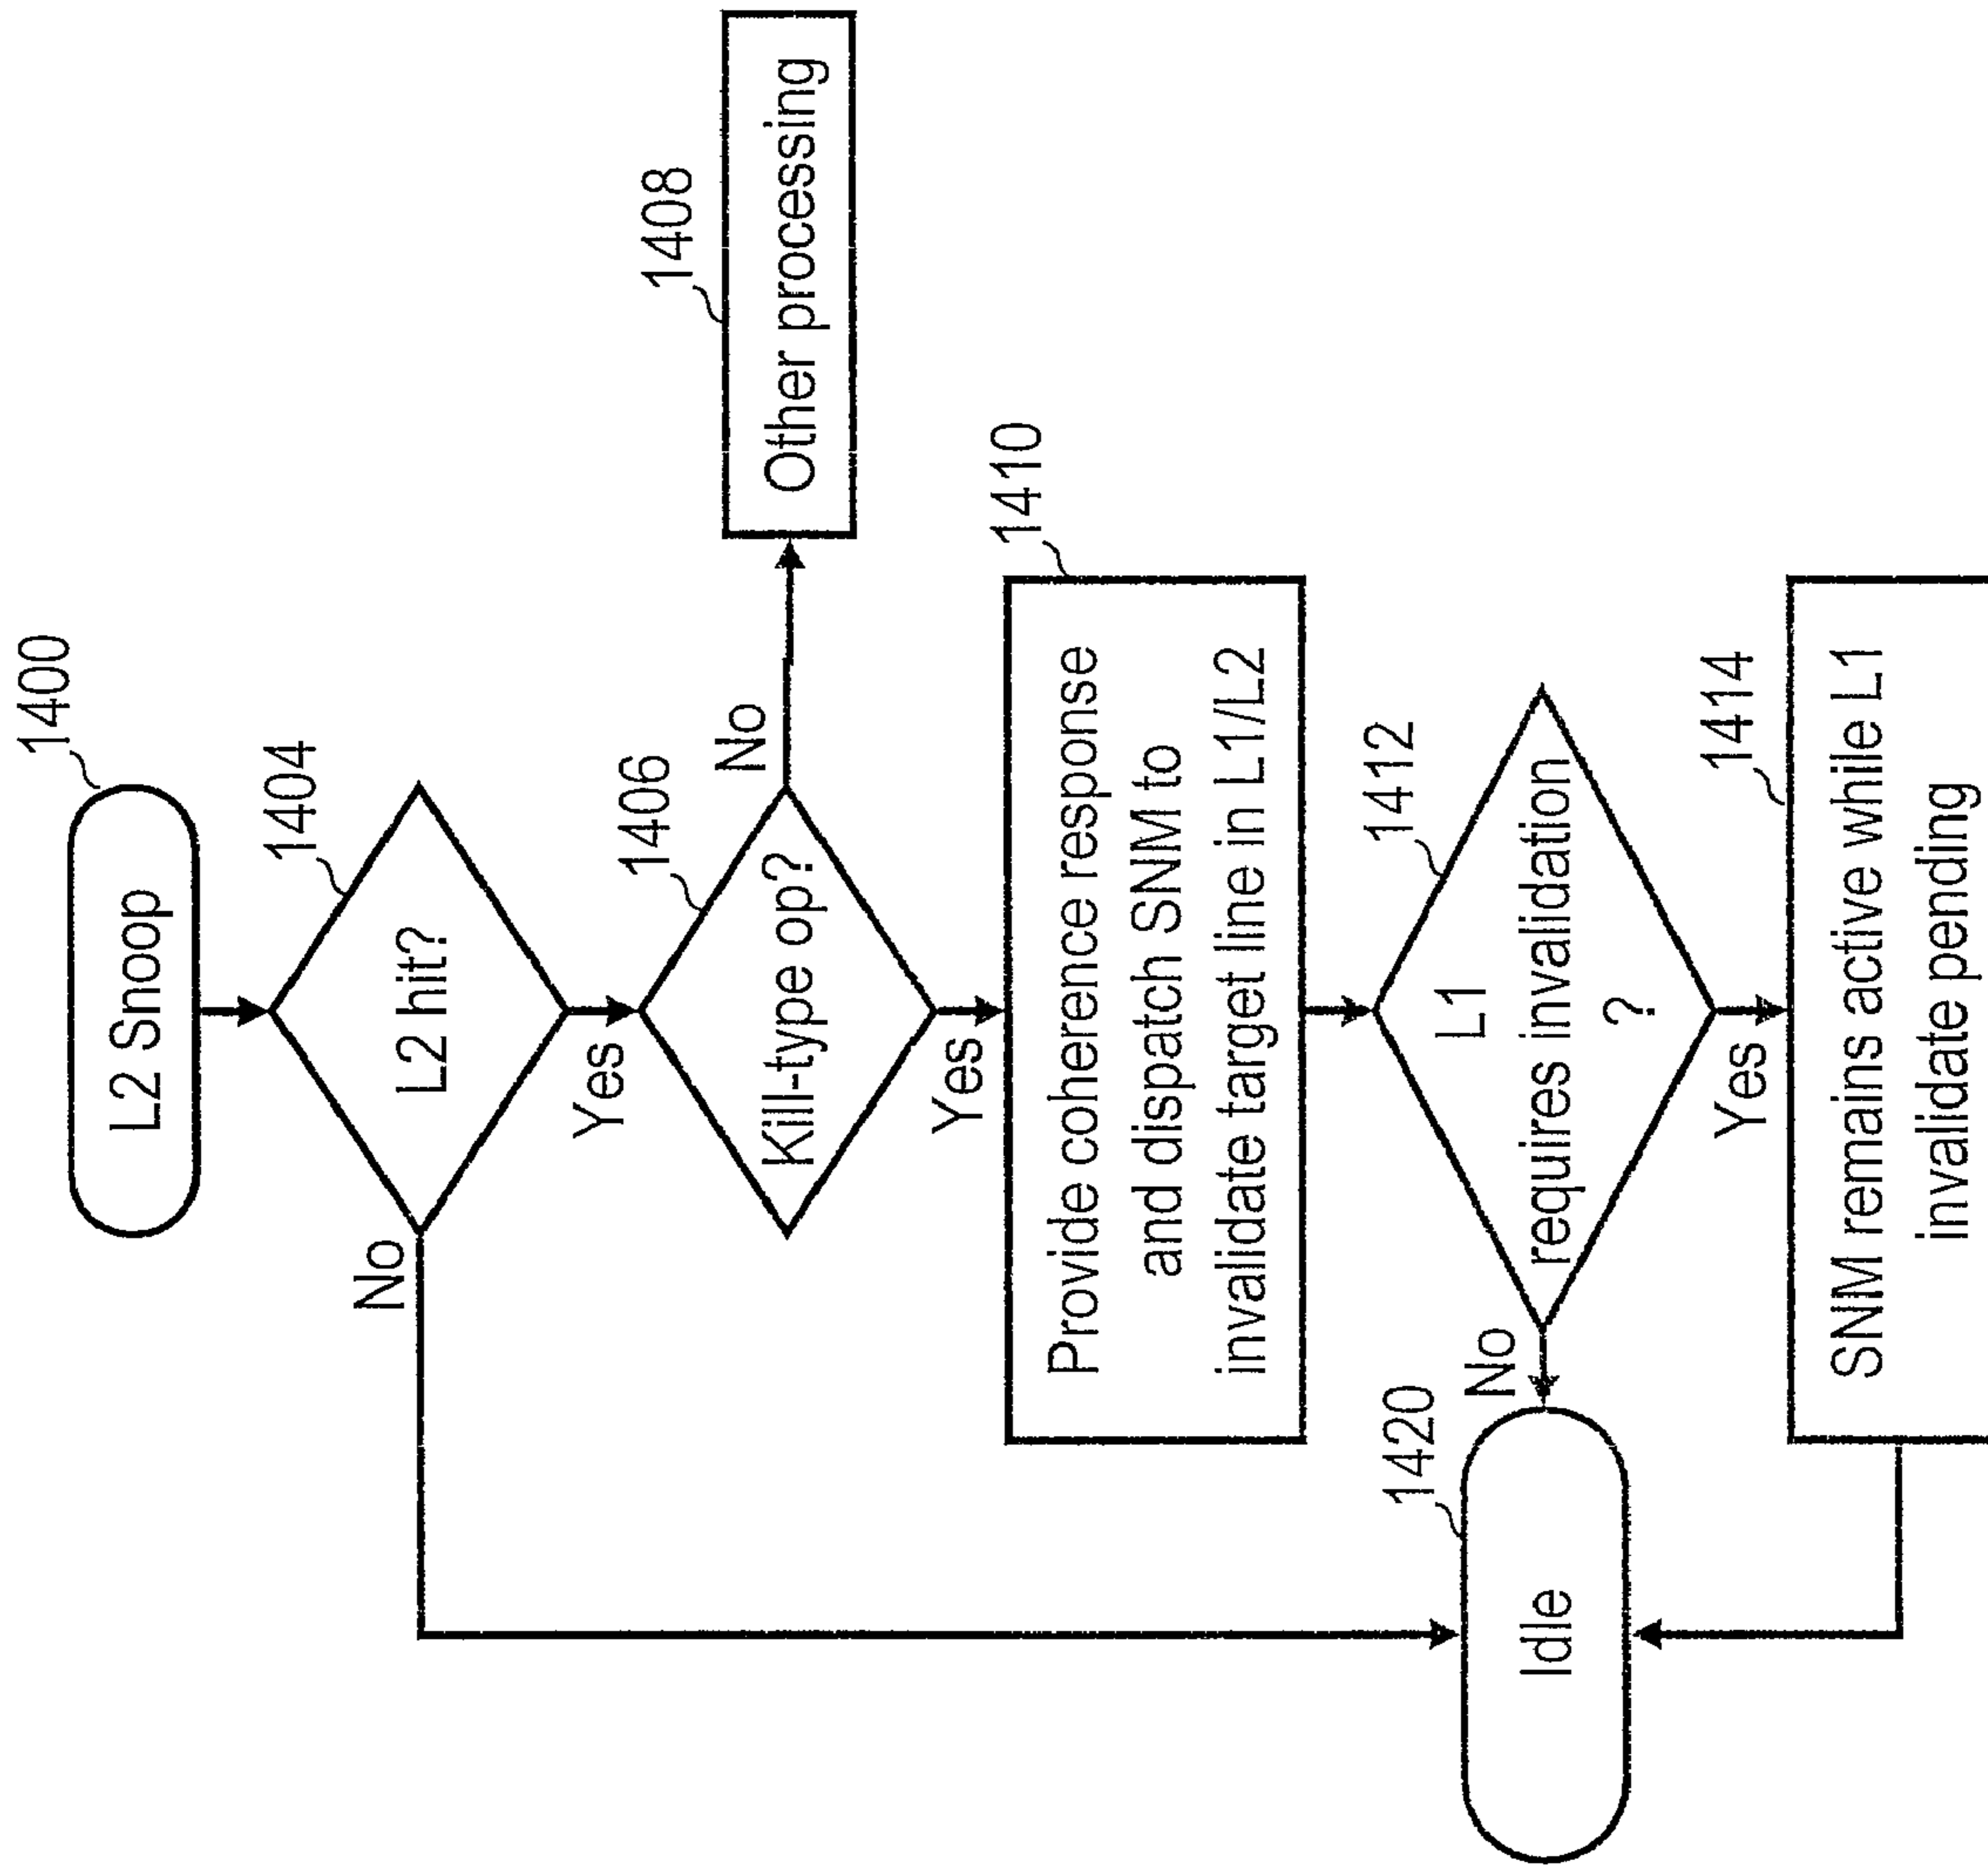 1400
L2 Snoop
1404
L2 hit?
No
Yes
1406
Kill-type op?
No
1408
Other processing
Yes
1410
Provide coherence response
and dispatch SNM to
invalidate target line in L1/L2
1412
L1
requires invalidation
?
No
1420
Idle
Yes
1414
SNM remains active while L1
invalidate pending